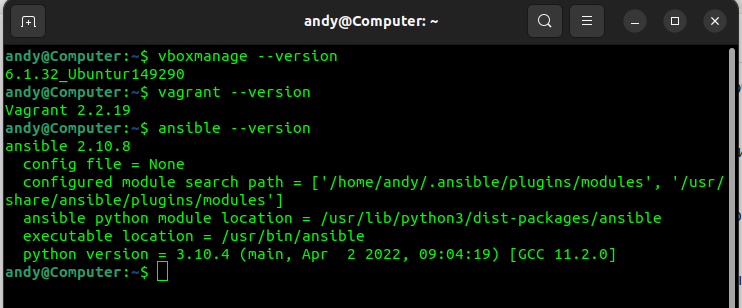 andy@Computer: ~
andy@Computer:~$ vboxmanage --version
6.1.32_Ubuntur149290
andy@Computer:~$ vagrant --version
Vagrant 2.2.19
andy@Computer:~$ ansible --version
ansible 2.10.8
  config file = None
  configured module search path = ['/home/andy/.ansible/plugins/modules', '/usr/
share/ansible/plugins/modules']
  ansible python module location = /usr/lib/python3/dist-packages/ansible
  executable location = /usr/bin/ansible
  python version = 3.10.4 (main, Apr  2 2022, 09:04:19) [GCC 11.2.0]
andy@Computer:~$